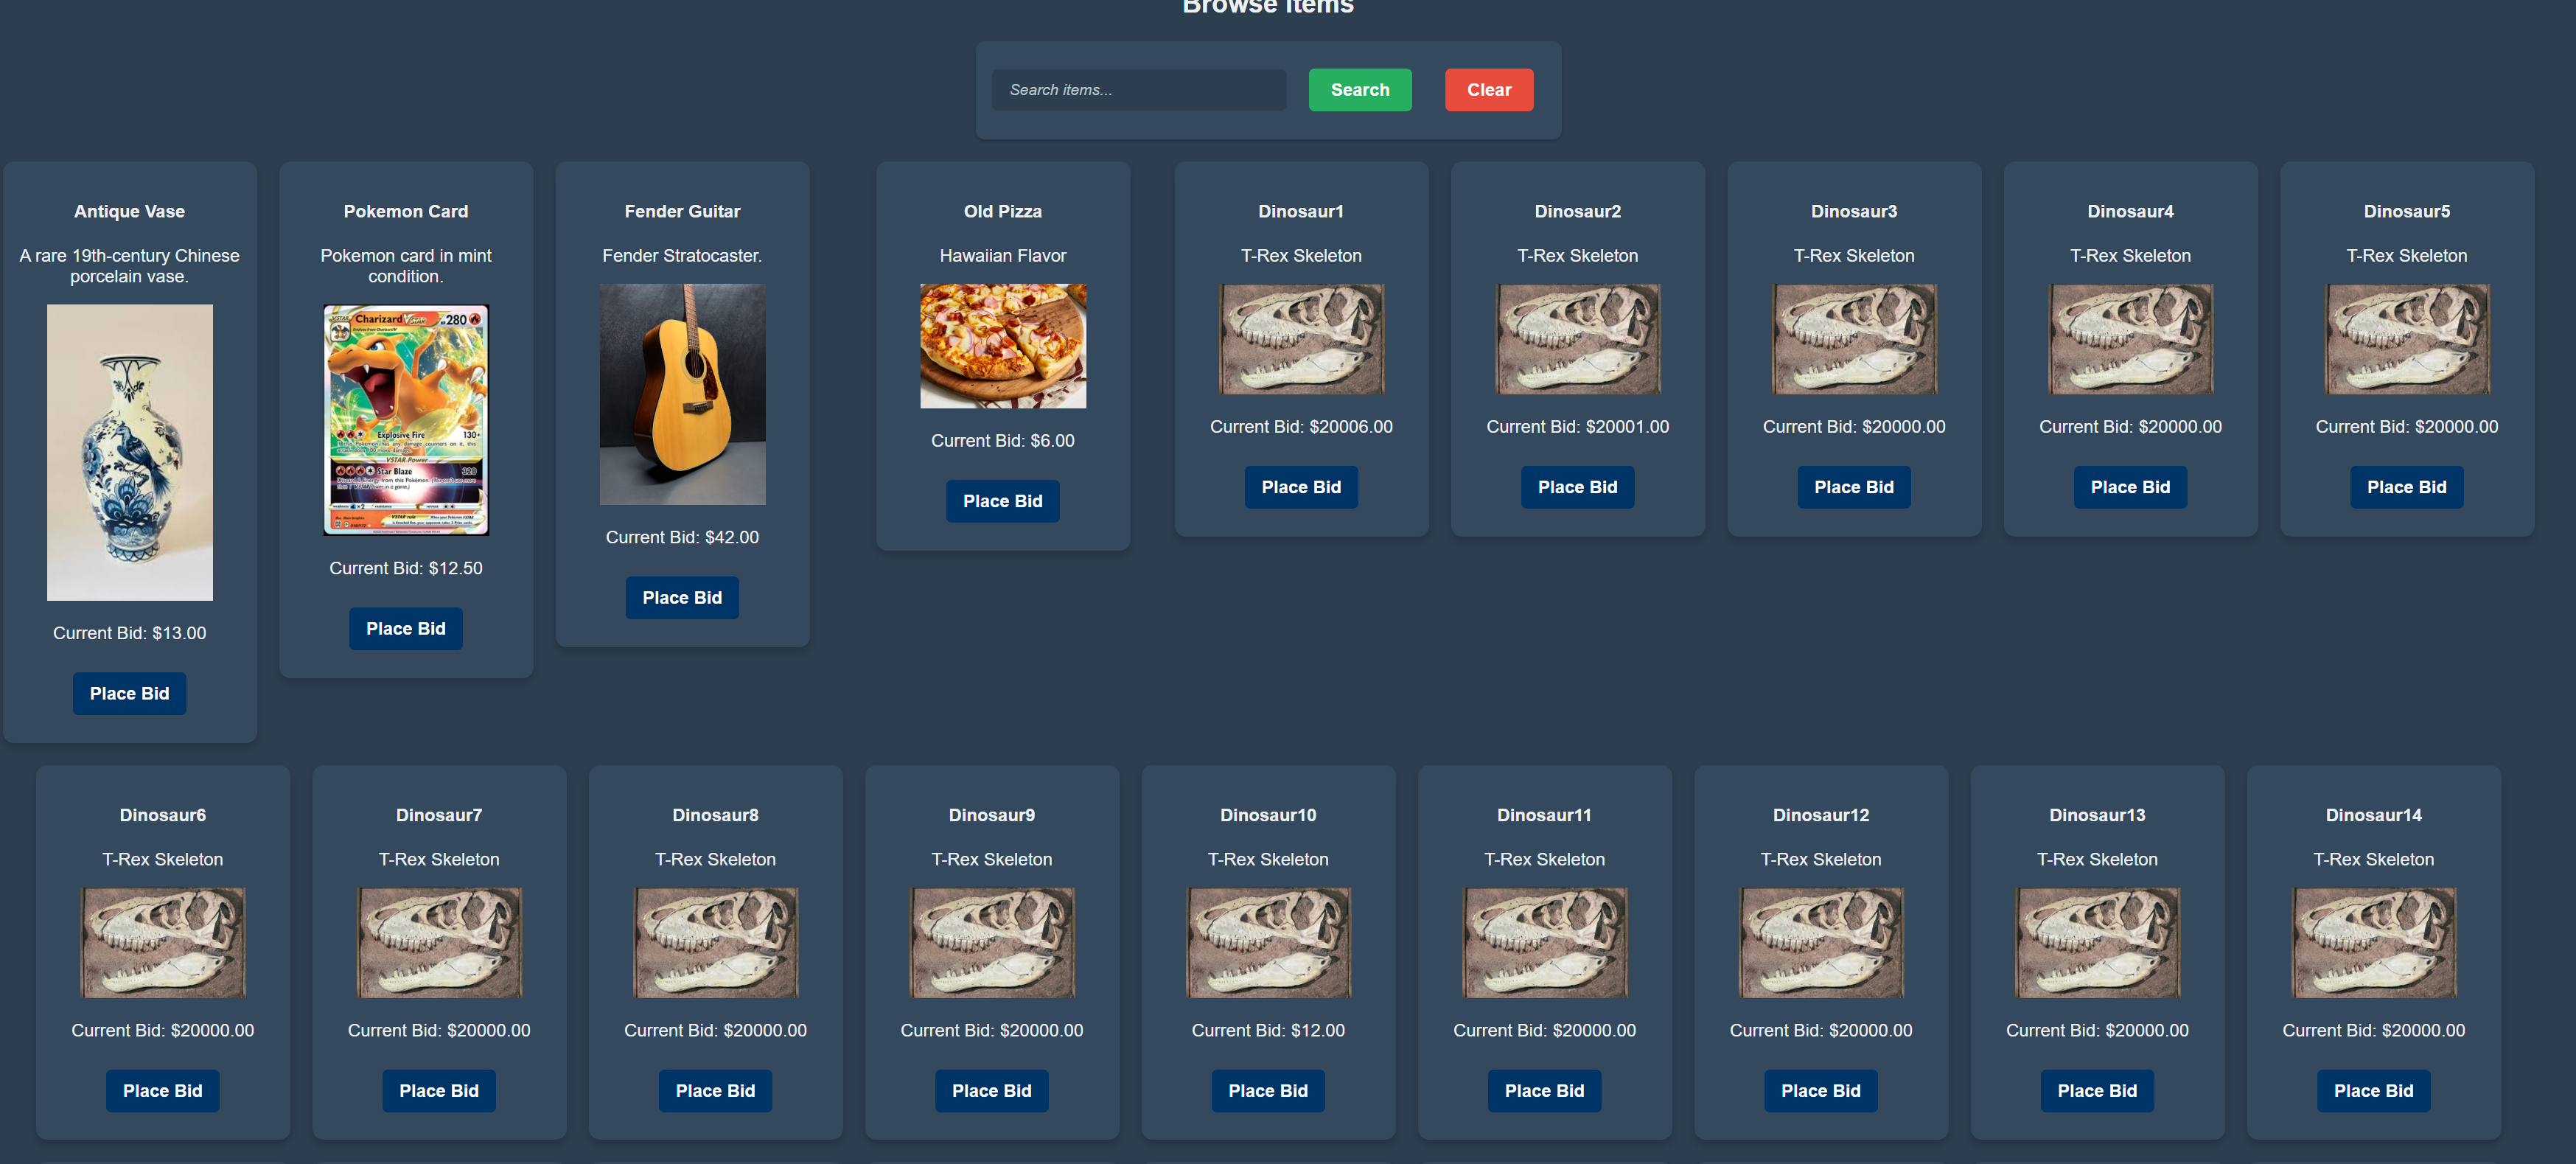 Browse Items
Search items...
Search
Clear
Antique Vase
A rare 19th-century Chinese
porcelain vase.
Current Bid: $13.00
Place Bid
Pokemon Card
Pokemon card in mint
condition.
VSTAR
Charizard VSTAR
280
Explosive Fire
130+
VSTAR Power
Star Blaze
320
Current Bid: $12.50
Place Bid
Fender Guitar
Fender Stratocaster.
Current Bid: $42.00
Place Bid
Old Pizza
Hawaiian Flavor
Current Bid: $6.00
Place Bid
Dinosaur1
T-Rex Skeleton
Current Bid: $20006.00
Place Bid
Dinosaur2
T-Rex Skeleton
Current Bid: $20001.00
Place Bid
Dinosaur3
T-Rex Skeleton
Current Bid: $20000.00
Place Bid
Dinosaur4
T-Rex Skeleton
Current Bid: $20000.00
Place Bid
Dinosaur5
T-Rex Skeleton
Current Bid: $20000.00
Place Bid
Dinosaur6
T-Rex Skeleton
Current Bid: $20000.00
Place Bid
Dinosaur7
T-Rex Skeleton
Current Bid: $20000.00
Place Bid
Dinosaur8
T-Rex Skeleton
Current Bid: $20000.00
Place Bid
Dinosaur9
T-Rex Skeleton
Current Bid: $20000.00
Place Bid
Dinosaur10
T-Rex Skeleton
Current Bid: $12.00
Place Bid
Dinosaur11
T-Rex Skeleton
Current Bid: $20000.00
Place Bid
Dinosaur12
T-Rex Skeleton
Current Bid: $20000.00
Place Bid
Dinosaur13
T-Rex Skeleton
Current Bid: $20000.00
Place Bid
Dinosaur14
T-Rex Skeleton
Current Bid: $20000.00
Place Bid